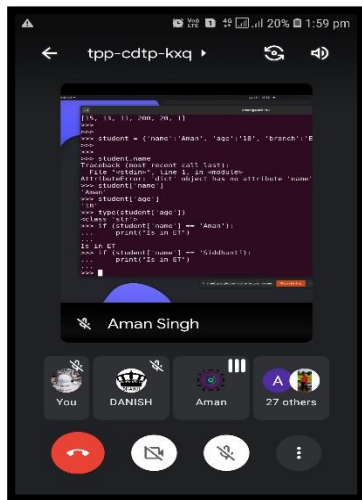 4G 20% 1:59 pm
tpp-cdtp-kxq
[15, 13, 11, 200, 20, 1]
>>>
>>>
>>> student = {'name':'Aman', 'age':'18', 'branch':'E
>>>
>>>
>>> student.name
Traceback (most recent call last):
File "<stdin>", line 1, in <module>
AttributeError: 'dict' object has no attribute 'name'
>>> student['name']
'Aman'
>>> student['age']
'18'
>>> type(student['age'])
<class 'str'>
>>> if (student['name'] == 'Aman'):
... print("Is in ET")
...
Is in ET
>>> if (student['name'] == 'Siddhant'):
... print("Is in ET")
...
>>>
Aman Singh
A
You DANISH Aman 27 others